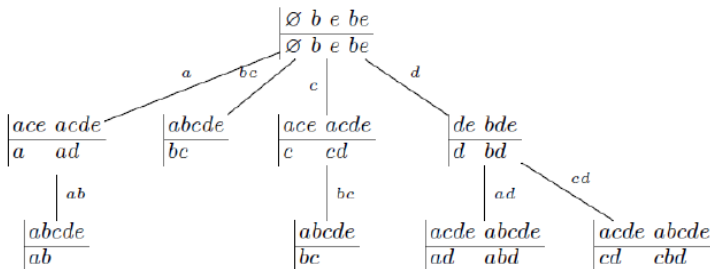 ∅ b e be
∅ b e be
a bc c d
ace acde abcde ace acde de bde
a ad bc c cd d bd
ab bc ad cd
abcde abcde acde abcde acde abcde
ab bc ad abd cd cbd